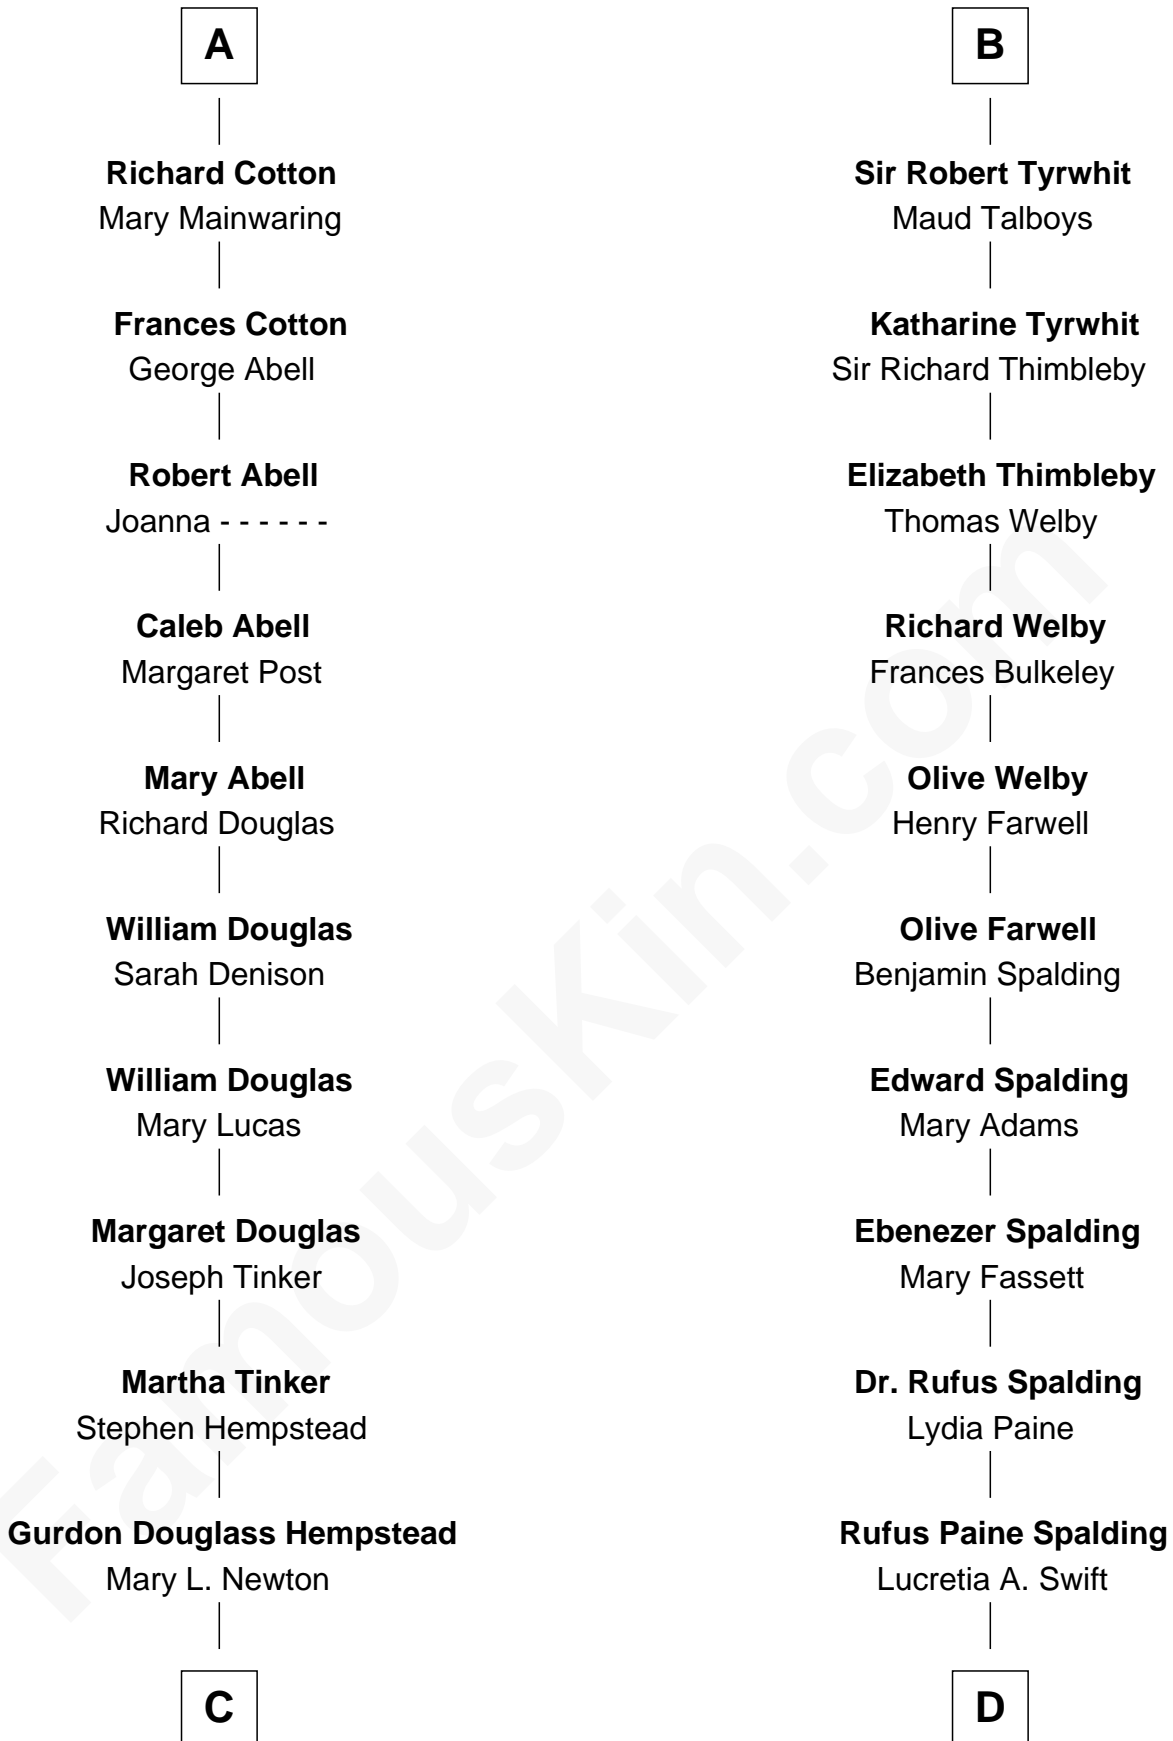 A
Richard Cotton
Mary Mainwaring
Frances Cotton
George Abell
Robert Abell
Joanna - - - - - -
Caleb Abell
Margaret Post
Mary Abell
Richard Douglas
William Douglas
Sarah Denison
William Douglas
Mary Lucas
Margaret Douglas
Joseph Tinker
Martha Tinker
Stephen Hempstead
Gurdon Douglass Hempstead
Mary L. Newton
C
B
Sir Robert Tyrwhit
Maud Talboys
Katharine Tyrwhit
Sir Richard Thimbleby
Elizabeth Thimbleby
Thomas Welby
Richard Welby
Frances Bulkeley
Olive Welby
Henry Farwell
Olive Farwell
Benjamin Spalding
Edward Spalding
Mary Adams
Ebenezer Spalding
Mary Fassett
Dr. Rufus Spalding
Lydia Paine
Rufus Paine Spalding
Lucretia A. Swift
D
FamousKin.com